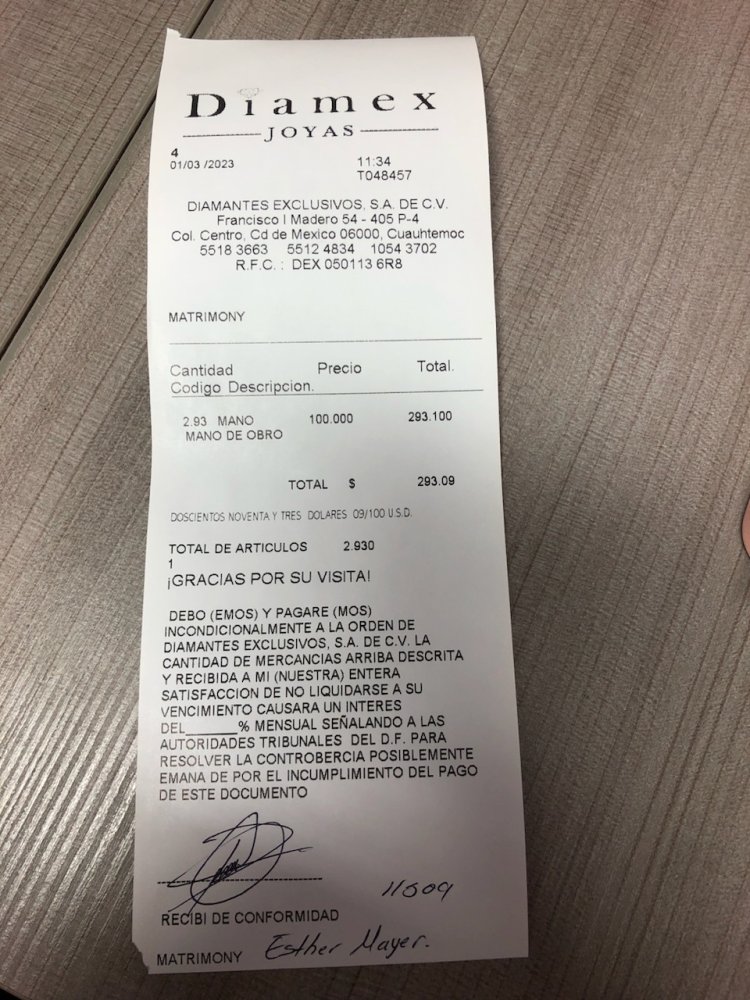 Diamex
JOYAS
4
01/03 /2023 11:34
T048457
DIAMANTES EXCLUSIVOS, S.A. DE C.V.
Francisco I Madero 54 - 405 P-4
Col. Centro, Cd de Mexico 06000, Cuauhtemoc
5518 3663 5512 4834 1054 3702
R.F.C. : DEX 050113 6R8
MATRIMONY
Cantidad Precio Total.
Codigo Descripcion.
2.93 MANO 100.000 293.100
MANO DE OBRO
TOTAL $ 293.09
DOSCIENTOS NOVENTA Y TRES DOLARES 09/100 U.S.D.
TOTAL DE ARTICULOS 2.930
1
¡GRACIAS POR SU VISITA!
DEBO (EMOS) Y PAGARE (MOS)
INCONDICIONALMENTE A LA ORDEN DE
DIAMANTES EXCLUSIVOS, S.A. DE C.V. LA
CANTIDAD DE MERCANCIAS ARRIBA DESCRITA
Y RECIBIDA A MI (NUESTRA) ENTERA
SATISFACCION DE NO LIQUIDARSE A SU
VENCIMIENTO CAUSARA UN INTERES
DEL______% MENSUAL SEÑALANDO A LAS
AUTORIDADES TRIBUNALES DEL D.F. PARA
RESOLVER LA CONTROBERCIA POSIBLEMENTE
EMANA DE POR EL INCUMPLIMIENTO DEL PAGO
DE ESTE DOCUMENTO
RECIBI DE CONFORMIDAD
MATRIMONY Esther Mayer.